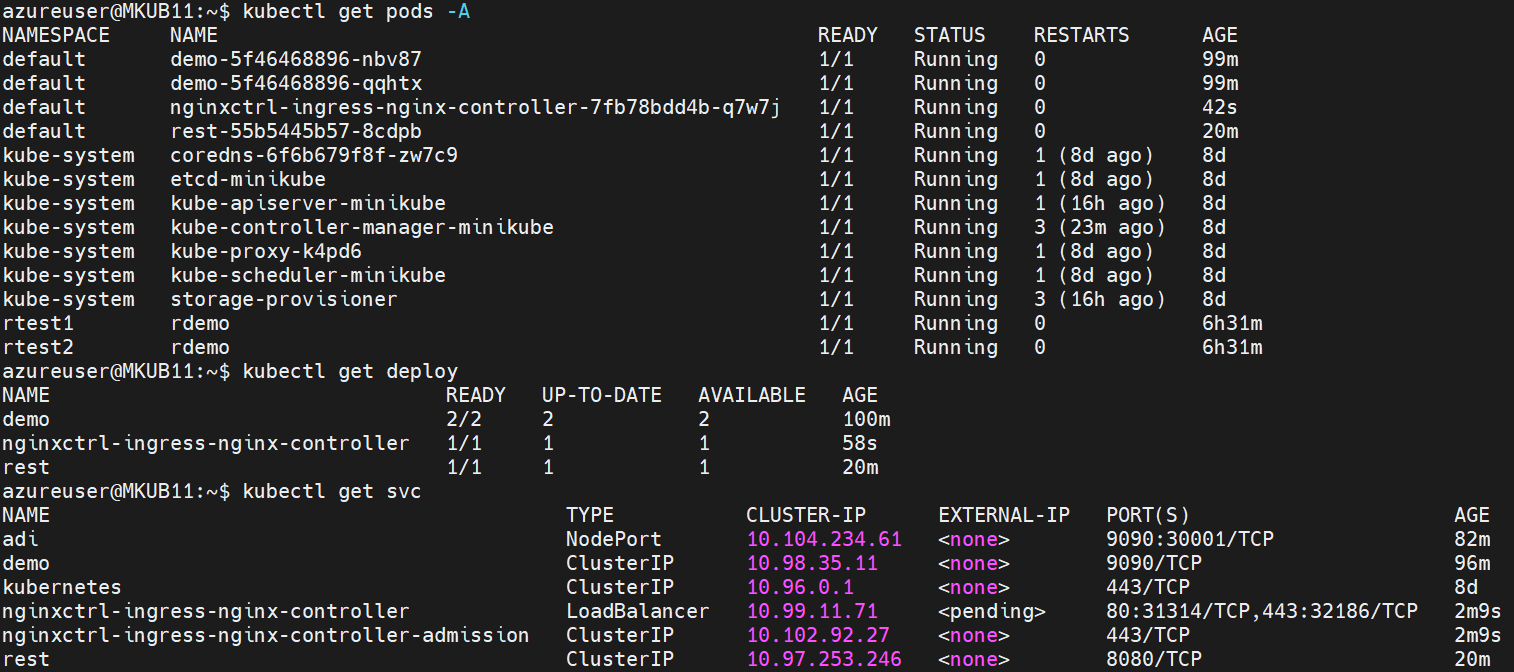 azureuser@MKUB11:~$ kubectl get pods -A
NAMESPACE     NAME                                                  READY   STATUS    RESTARTS      AGE
default       demo-5f46468896-nbv87                                 1/1     Running   0             99m
default       demo-5f46468896-qqhtx                                 1/1     Running   0             99m
default       nginxctrl-ingress-nginx-controller-7fb78bdd4b-q7w7j   1/1     Running   0             42s
default       rest-55b5445b57-8cdpb                                 1/1     Running   0             20m
kube-system   coredns-6f6b679f8f-zw7c9                              1/1     Running   1 (8d ago)    8d
kube-system   etcd-minikube                                         1/1     Running   1 (8d ago)    8d
kube-system   kube-apiserver-minikube                               1/1     Running   1 (16h ago)   8d
kube-system   kube-controller-manager-minikube                      1/1     Running   3 (23m ago)   8d
kube-system   kube-proxy-k4pd6                                      1/1     Running   1 (8d ago)    8d
kube-system   kube-scheduler-minikube                               1/1     Running   1 (8d ago)    8d
kube-system   storage-provisioner                                   1/1     Running   3 (16h ago)   8d
rtest1        rdemo                                                 1/1     Running   0             6h31m
rtest2        rdemo                                                 1/1     Running   0             6h31m
azureuser@MKUB11:~$ kubectl get deploy
NAME                                 READY   UP-TO-DATE   AVAILABLE   AGE
demo                                 2/2     2            2           100m
nginxctrl-ingress-nginx-controller   1/1     1            1           58s
rest                                 1/1     1            1           20m
azureuser@MKUB11:~$ kubectl get svc
NAME                                           TYPE           CLUSTER-IP      EXTERNAL-IP   PORT(S)                      AGE
adi                                            NodePort       10.104.234.61   <none>        9090:30001/TCP               82m
demo                                           ClusterIP      10.98.35.11     <none>        9090/TCP                     96m
kubernetes                                     ClusterIP      10.96.0.1       <none>        443/TCP                      8d
nginxctrl-ingress-nginx-controller             LoadBalancer   10.99.11.71     <pending>     80:31314/TCP,443:32186/TCP   2m9s
nginxctrl-ingress-nginx-controller-admission   ClusterIP      10.102.92.27    <none>        443/TCP                      2m9s
rest                                           ClusterIP      10.97.253.246   <none>        8080/TCP                     20m